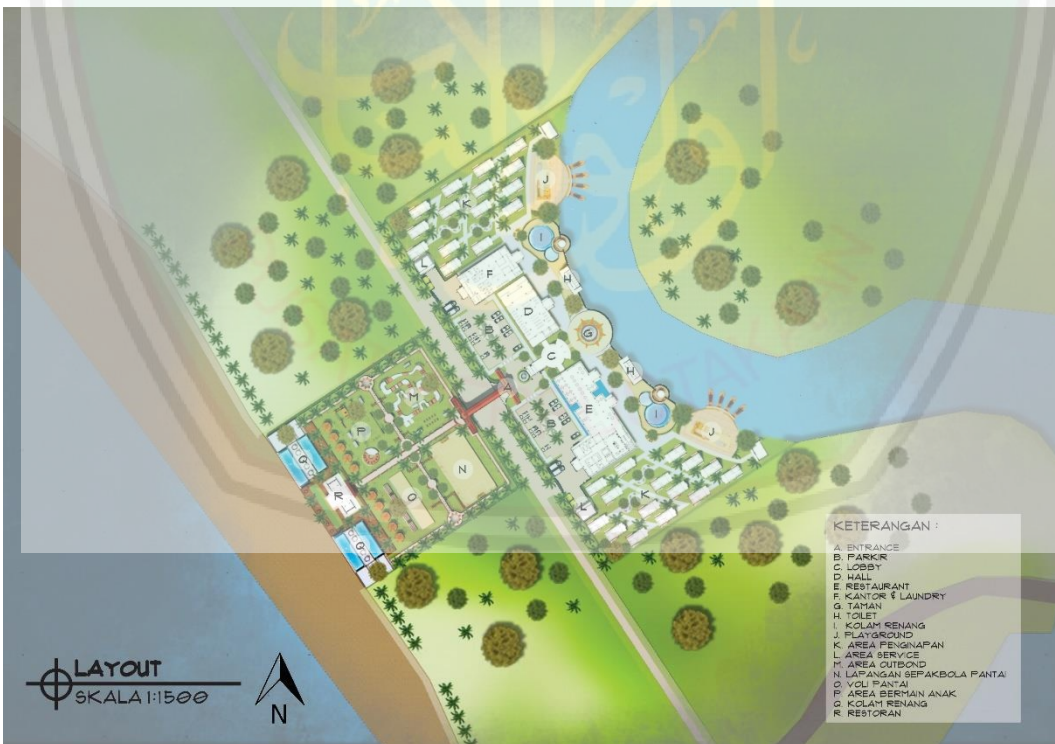 J
K
I
L
F
H
D
B
G
C
H
A
M
E
I
J
B
P
N
Q
R
O
K
L
Q
KETERANGAN :
A. ENTRANCE
B. PARKIR
C. LOBBY
D. HALL
E. RESTAURANT
F. KANTOR & LAUNDRY
G. TAMAN
H. TOILET
I. KOLAM RENANG
J. PLAYGROUND
K. AREA PENGINAPAN
L. AREA SERVICE
M. AREA OUTBOND
N. LAPANGAN SEPAKBOLA PANTAI
O. VOLI PANTAI
P. AREA BERMAIN ANAK
Q. KOLAM RENANG
R. RESTORAN
LAYOUT
SKALA 1:1500
N